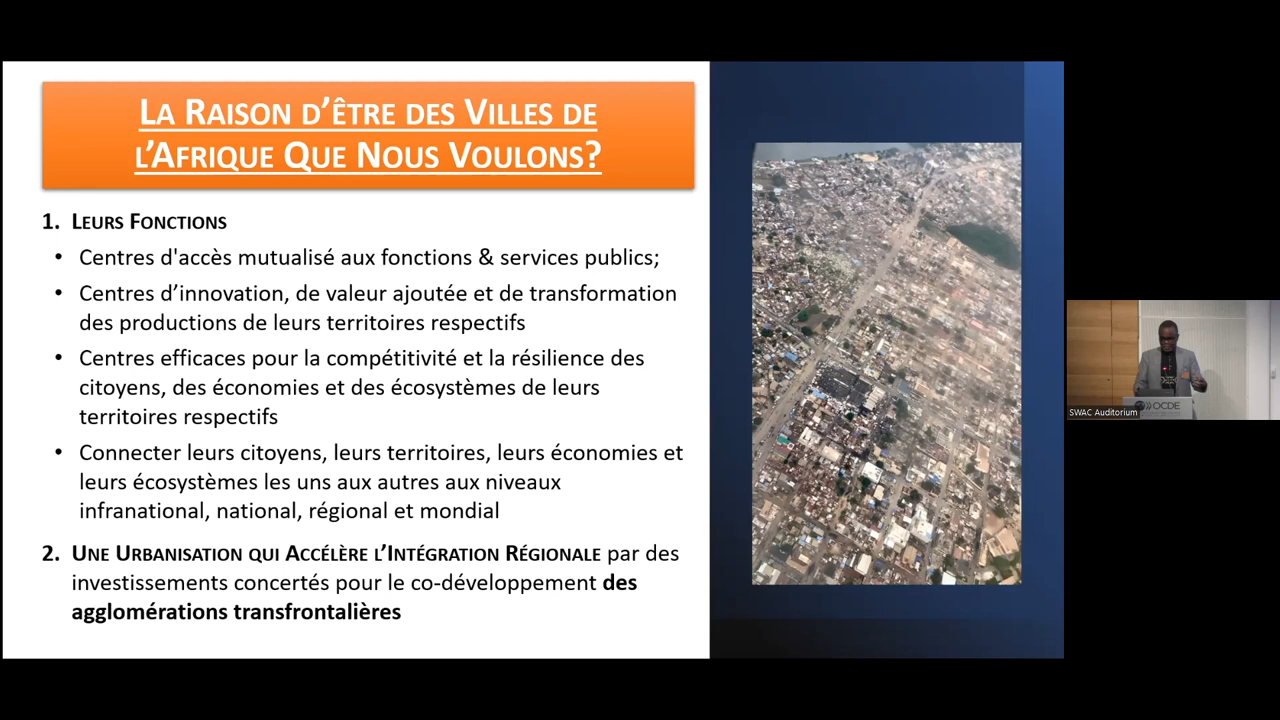 La Raison d’être des Villes de
l’Afrique Que Nous Voulons?
1. Leurs Fonctions
• Centres d'accès mutualisé aux fonctions & services publics;
• Centres d’innovation, de valeur ajoutée et de transformation
des productions de leurs territoires respectifs
• Centres efficaces pour la compétitivité et la résilience des
citoyens, des économies et des écosystèmes de leurs
territoires respectifs
• Connecter leurs citoyens, leurs territoires, leurs économies et
leurs écosystèmes les uns aux autres aux niveaux
infranational, national, régional et mondial
2. Une Urbanisation qui Accélère l’Intégration Régionale par des
investissements concertés pour le co-développement des
agglomérations transfrontalières
OCDE
SWAC Auditorium